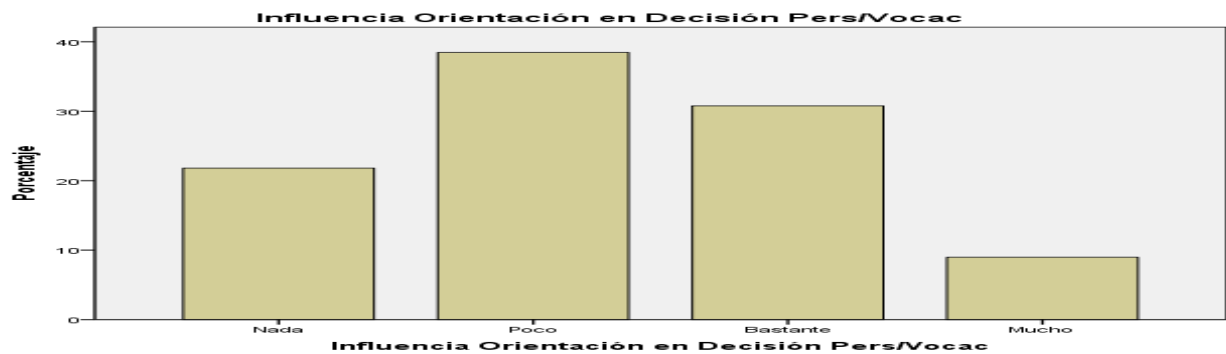 Influencia Orientación en Decisión Pers/Vocac
Porcentaje
40
30
20
10
0
Nada Poco Bastante Mucho
Influencia Orientación en Decisión Pers/Vocac